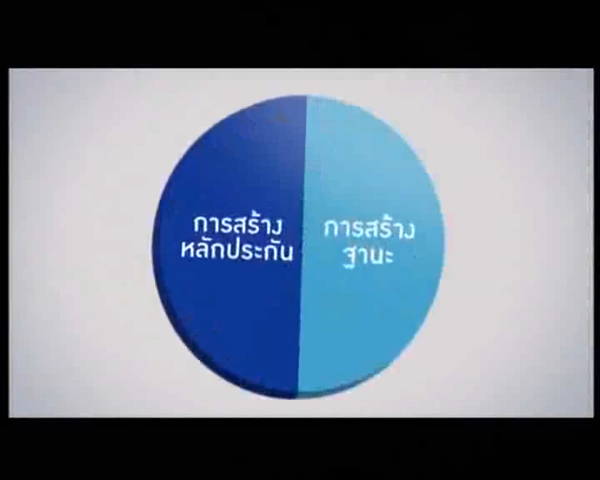 การสร้าง
หลักประกัน
การสร้าง
ฐานะ